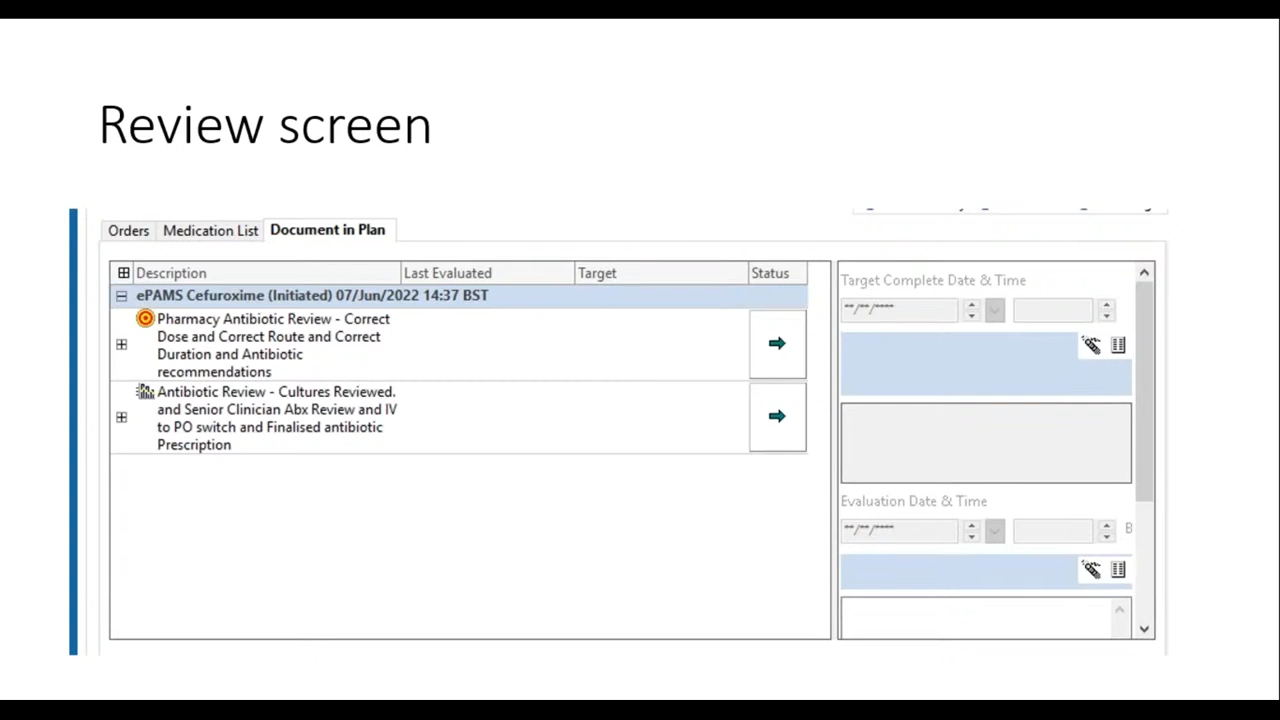 Review screen
Orders
Medication List
Document in Plan
Description
Last Evaluated
Target
Status
ePAMS Cefuroxime (Initiated) 07/Jun/2022 14:37 BST
Pharmacy Antibiotic Review - Correct
Dose and Correct Route and Correct
Duration and Antibiotic
recommendations
Antibiotic Review - Cultures Reviewed.
and Senior Clinician Abx Review and IV
to PO switch and Finalised antibiotic
Prescription
Target Complete Date & Time
**/**/****
Evaluation Date & Time
**/**/****
B